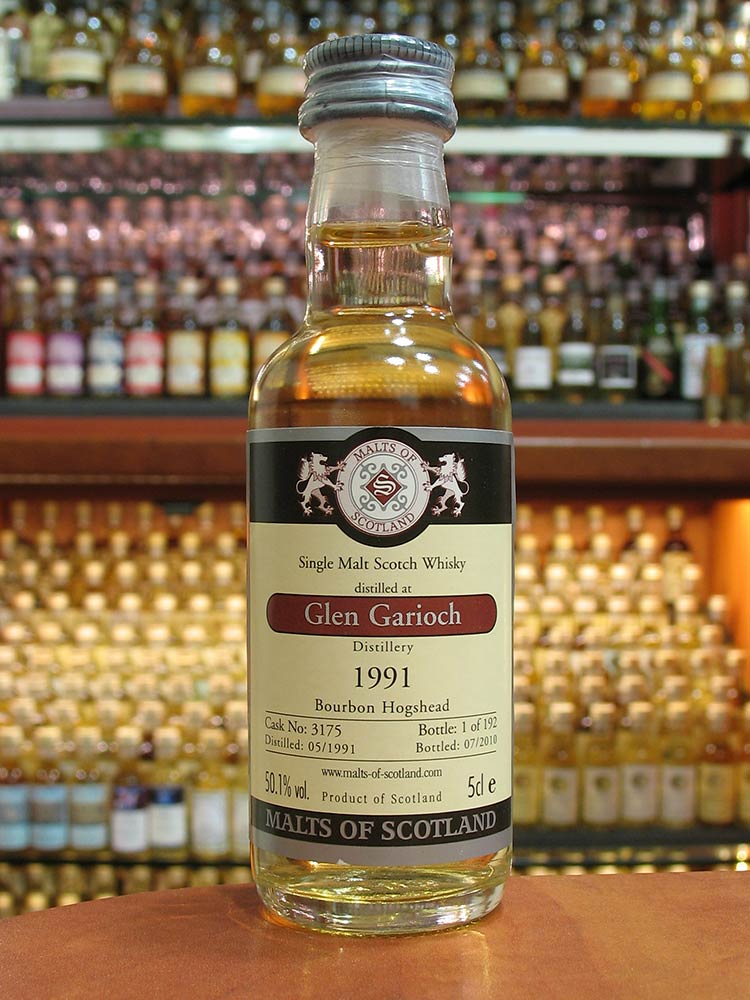 MALTS OF
S
SCOTLAND
Single Malt Scotch Whisky
distilled at
Glen Garioch
Distillery
1991
Bourbon Hogshead
Cask No: 3175 Bottle: 1 of 192
Distilled: 05/1991 Bottled: 07/2010
www.malts-of-scotland.com
50.1% vol. Product of Scotland 5cl e
MALTS OF SCOTLAND